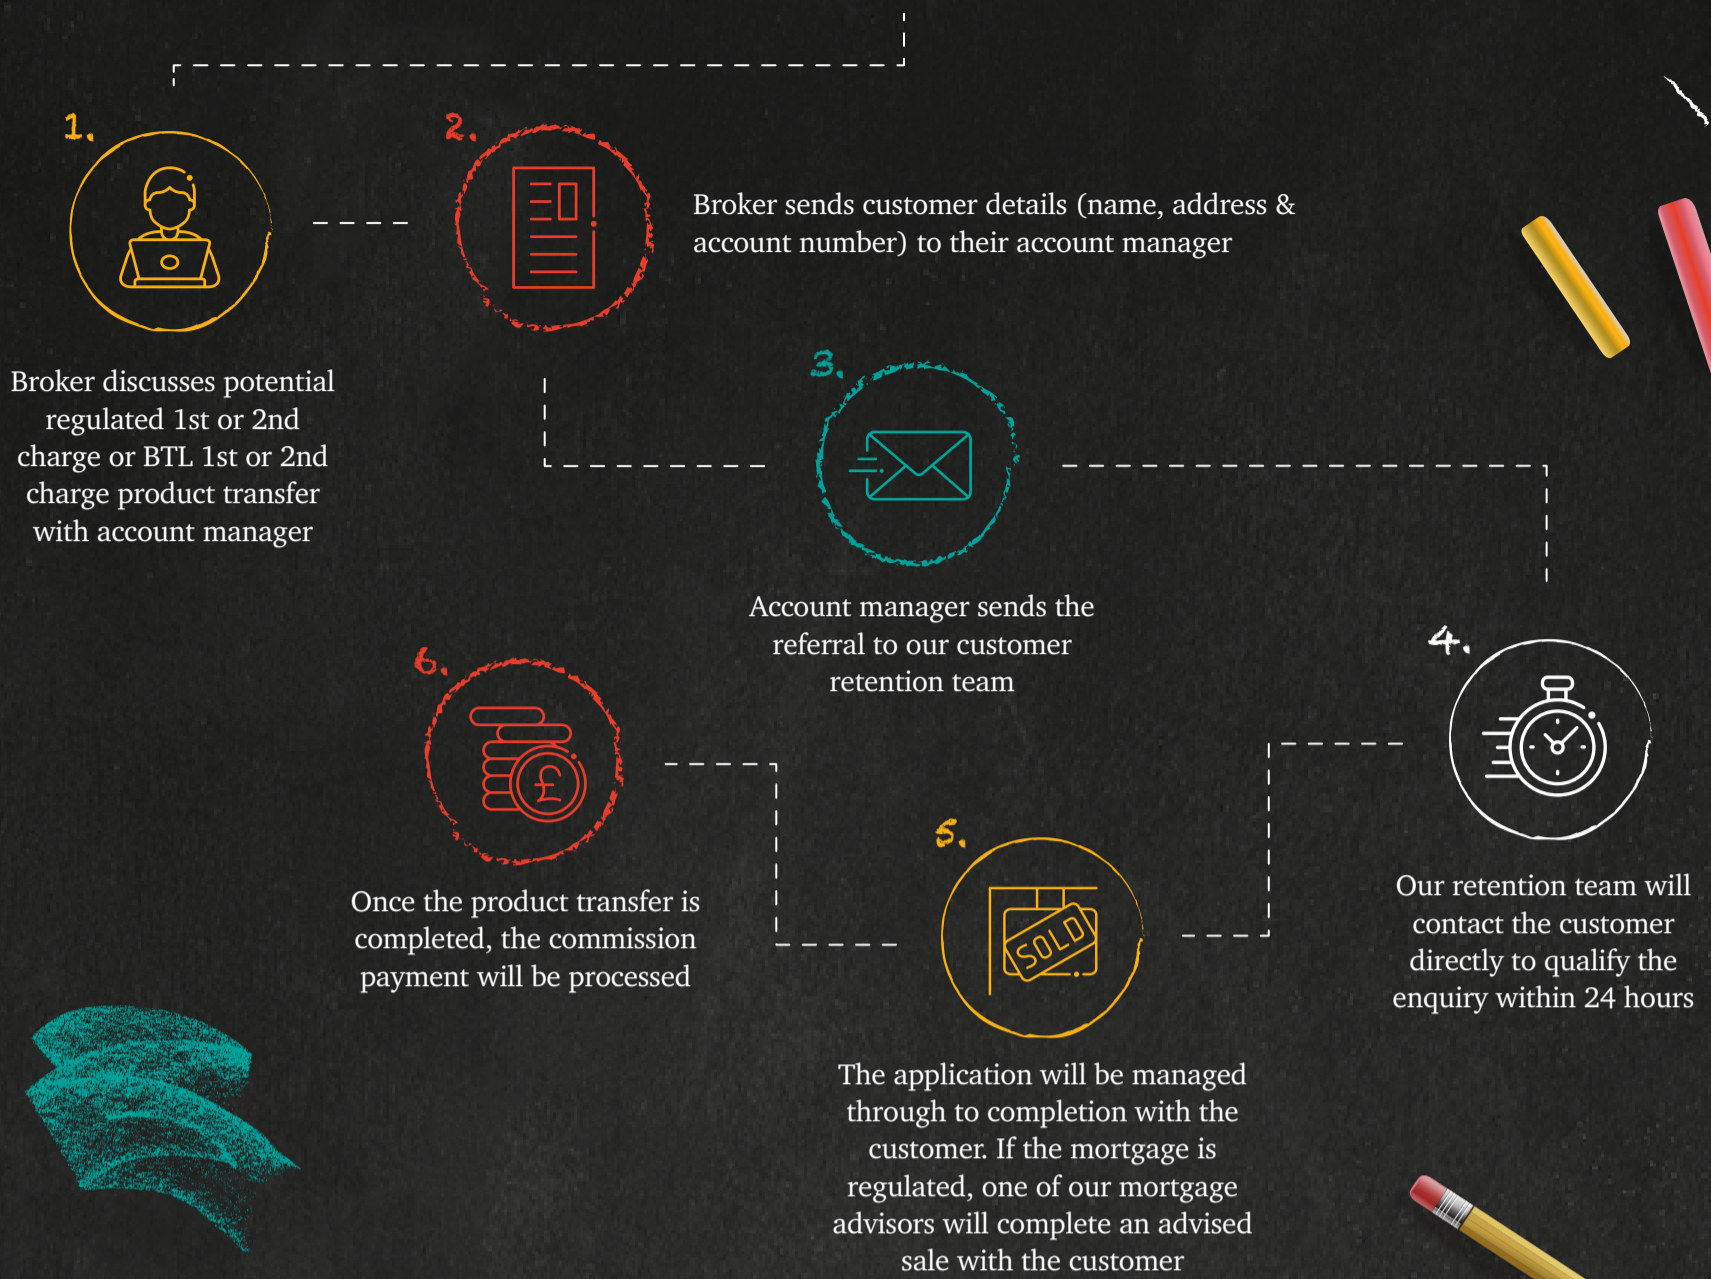 1.
Broker discusses potential
regulated 1st or 2nd
charge or BTL 1st or 2nd
charge product transfer
with account manager
2.
Broker sends customer details (name, address &
account number) to their account manager
3.
Account manager sends the
referral to our customer
retention team
4.
Our retention team will
contact the customer
directly to qualify the
enquiry within 24 hours
5.
SOLD
The application will be managed
through to completion with the
customer. If the mortgage is
regulated, one of our mortgage
advisors will complete an advised
sale with the customer
6.
£
Once the product transfer is
completed, the commission
payment will be processed